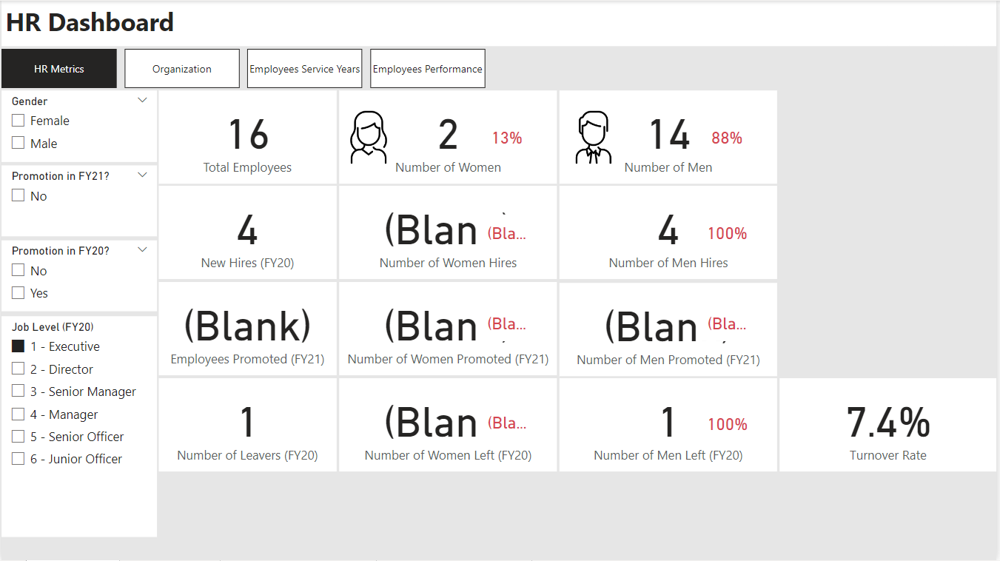 HR Dashboard
HR Metrics
Organization
Employees Service Years
Employees Performance
Gender
Female
Male
Promotion in FY21?
No
Promotion in FY20?
No
Yes
Job Level (FY20)
1 - Executive
2 - Director
3 - Senior Manager
4 - Manager
5 - Senior Officer
6 - Junior Officer
16
Total Employees
2
13%
Number of Women
14
88%
Number of Men
4
New Hires (FY20)
(Blan
(Bla...
Number of Women Hires
4
100%
Number of Men Hires
(Blank)
Employees Promoted (FY21)
(Blan
(Bla...
Number of Women Promoted (FY21)
(Blan
(Bla...
Number of Men Promoted (FY21)
1
Number of Leavers (FY20)
(Blan
(Bla...
Number of Women Left (FY20)
1
100%
Number of Men Left (FY20)
7.4%
Turnover Rate